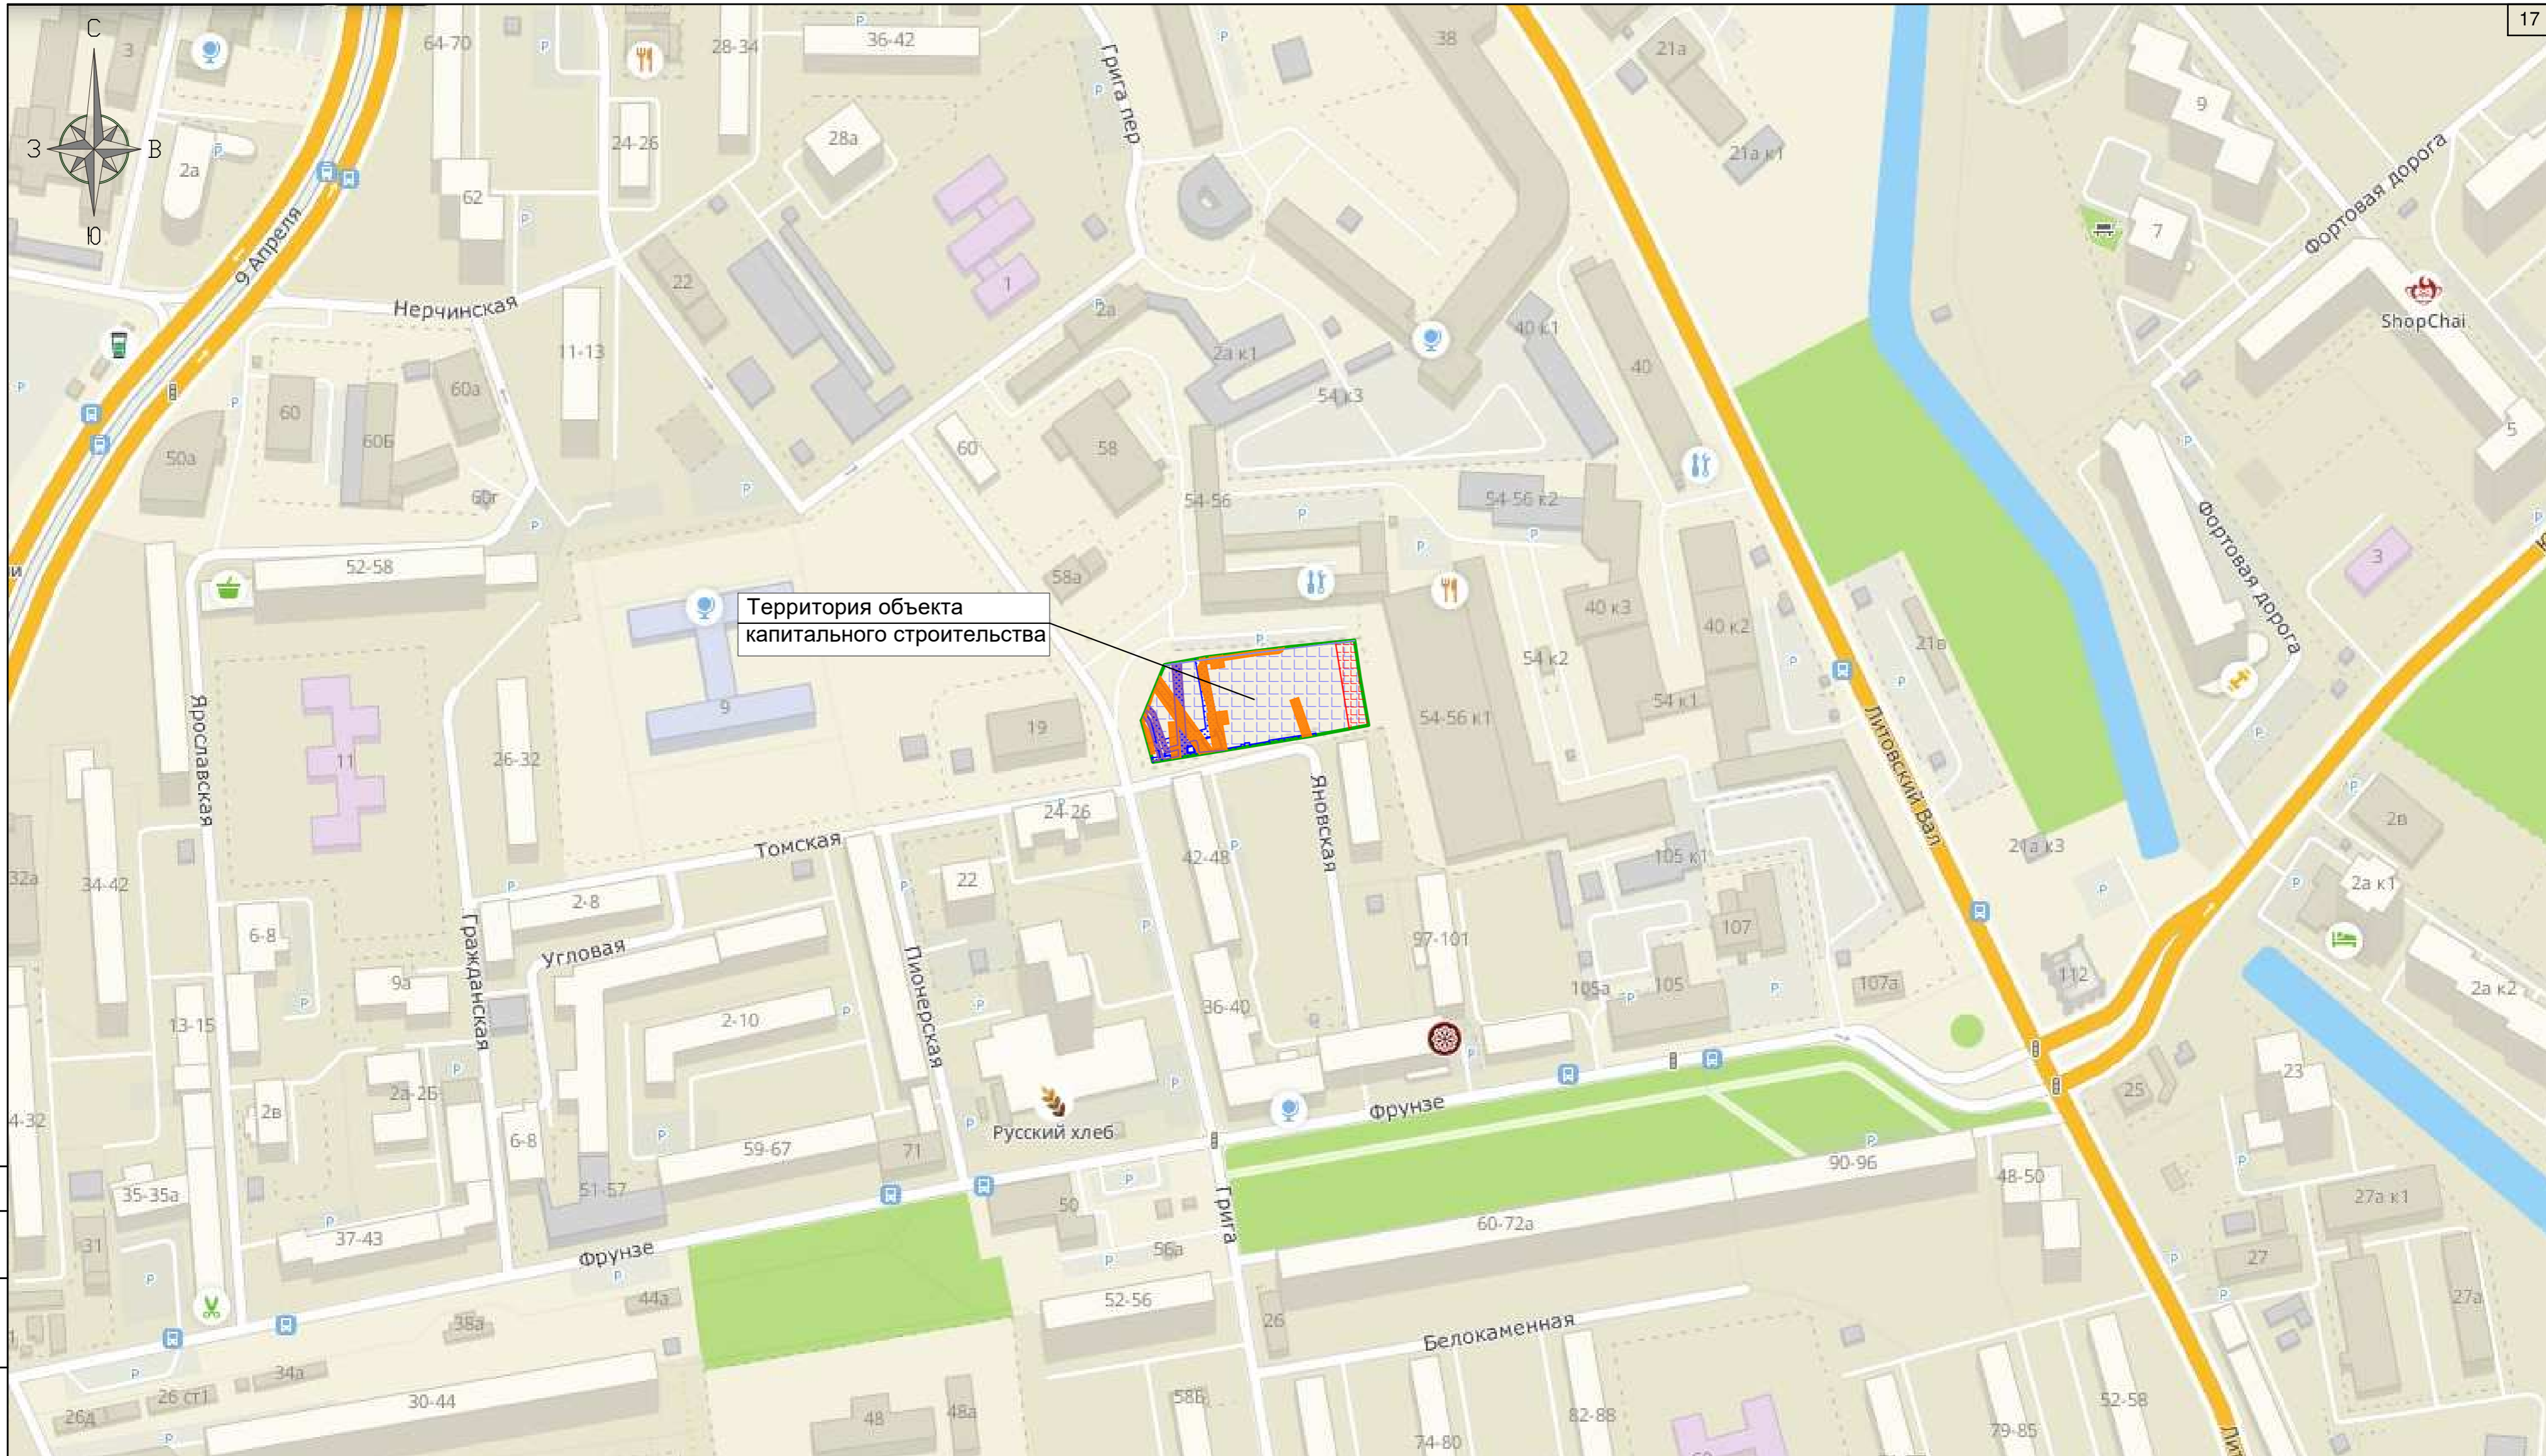 17
С
З
В
Ю
3
64-70
28-34
36-42
38
21а
9
2а
24-26
28а
Грига пер
21а к1
Фортовая дорога
62
7
9 Апреля
22
1
Нерчинская
2а
ShopChai
11-13
2а к1
40 к1
40
60
60Б
60а
54 к3
50а
60
58
5
60г
54-56
54-56 к2
Фортовая дорога
3
52-58
58а
Территория объекта
капитального строительства
40 к3
40 к2
21в
54 к2
Ярославская
9
19
54-56 к1
54 к1
11
26-32
Литовский Вал
Яновская
24-26
Томская
2в
42-48
105 к1
21а к3
32а
34-42
22
2а к1
2-8
Гражданская
Угловая
6-8
Пионерская
97-101
107
112
9а
105а
105
107а
2а к2
13-15
2-10
36-40
23
2в
2а-2Б
25
4-32
6-8
Русский хлеб
Фрунзе
59-67
71
90-96
48-50
35-35а
51-57
50
Грига
60-72а
27а к1
31
37-43
Фрунзе
56а
27
44а
52-56
26
27а
38а
Белокаменная
34а
26 ст1
30-44
26д
48
48а
58Б
74-80
82-88
79-85
52-58